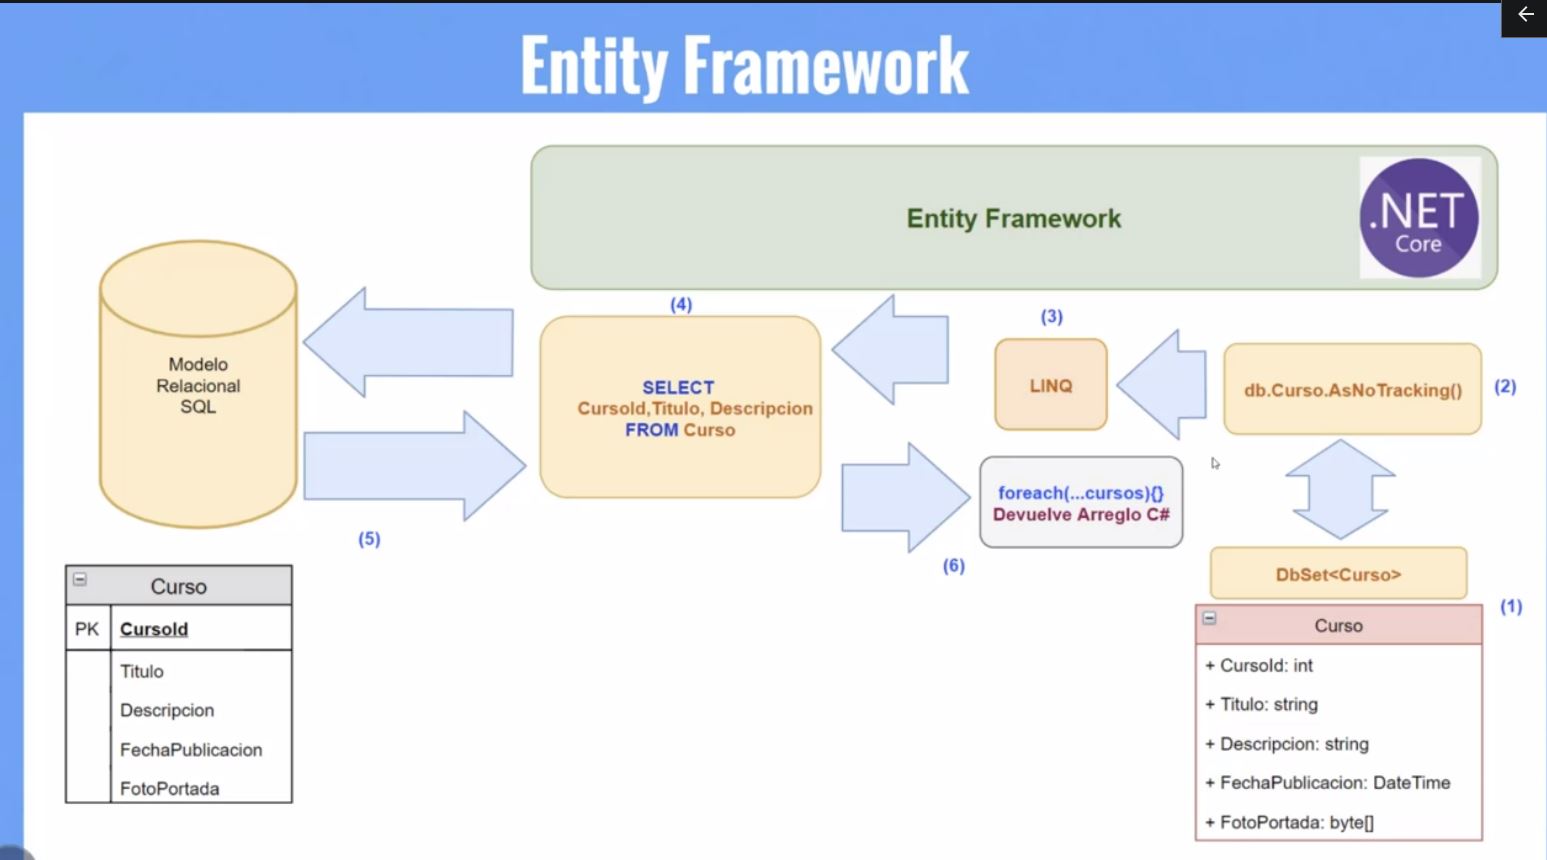 Entity Framework
Entity Framework
.NET
Core
(4)
(3)
Modelo
Relacional
SQL
SELECT
CursoId,Titulo, Descripcion
FROM Curso
LINQ
db.Curso.AsNoTracking()
(2)
foreach(...cursos){}
Devuelve Arreglo C#
(5)
(6)
DbSet<Curso>
(1)
Curso
PK CursoId
Titulo
Descripcion
FechaPublicacion
FotoPortada
Curso
+ CursoId: int
+ Titulo: string
+ Descripcion: string
+ FechaPublicacion: DateTime
+ FotoPortada: byte[]